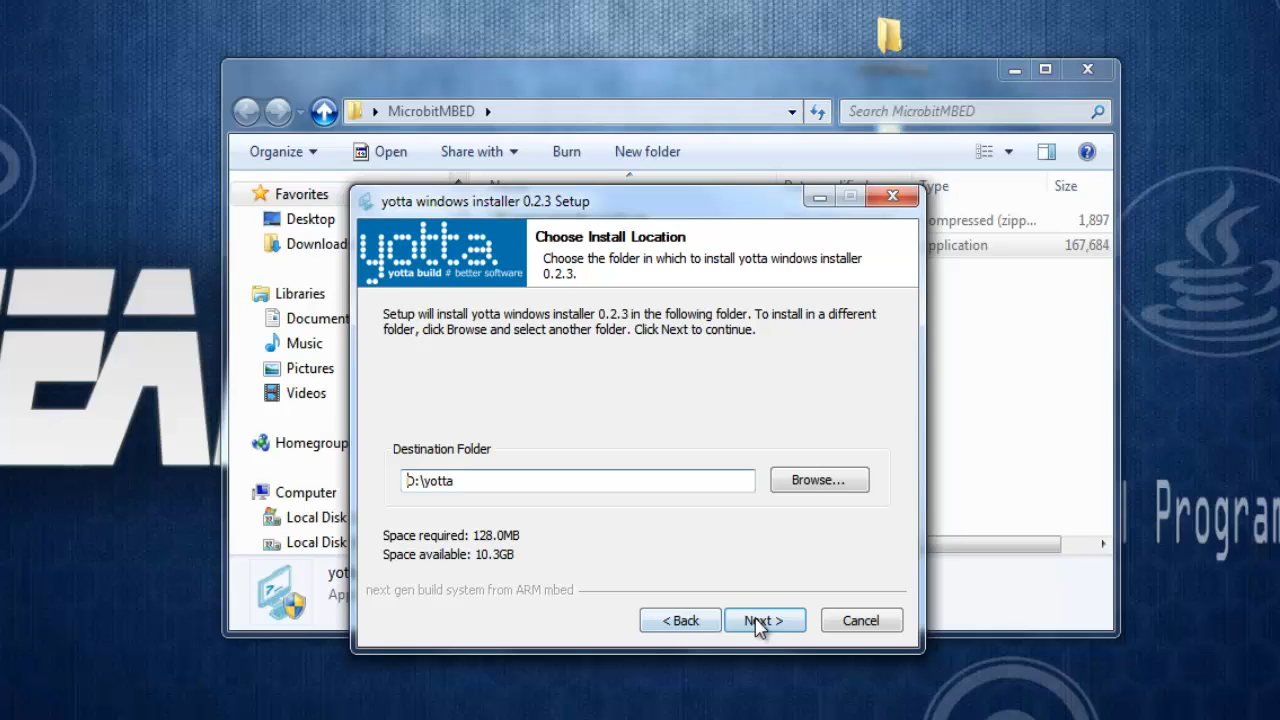 MicrobitMBED
Search MicrobitMBED
Organize
Open
Share with
Burn
New folder
Type
Size
Favorites
Desktop
Download
Libraries
Document
Music
Pictures
Videos
Homegroup
Computer
Local Disk
Local Disk
ompressed (zipp...
1,897
pplication
167,684
yotta windows installer 0.2.3 Setup
yotta
yotta build # better software
Choose Install Location
Choose the folder in which to install yotta windows installer
0.2.3.
Setup will install yotta windows installer 0.2.3 in the following folder. To install in a different
folder, click Browse and select another folder. Click Next to continue.
Destination Folder
D:\yotta
Browse...
Space required: 128.0MB
Space available: 10.3GB
next gen build system from ARM mbed
< Back
Next >
Cancel
yot
App
l Program